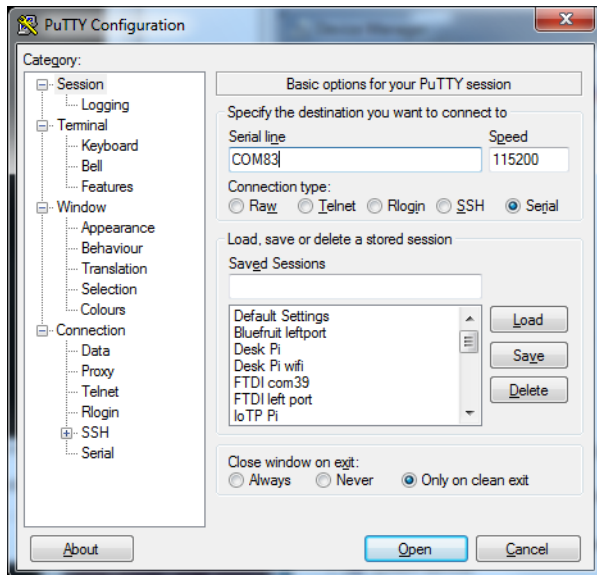 PuTTY Configuration
Category:
Session
Logging
Terminal
Keyboard
Bell
Features
Window
Appearance
Behaviour
Translation
Selection
Colours
Connection
Data
Proxy
Telnet
Rlogin
SSH
Serial
Basic options for your PuTTY session
Specify the destination you want to connect to
Serial line Speed
COM83 115200
Connection type:
Raw Telnet Rlogin SSH Serial
Load, save or delete a stored session
Saved Sessions
Default Settings
Bluefruit leftport
Desk Pi
Desk Pi wifi
FTDI com39
FTDI left port
IoTP Pi
Load
Save
Delete
Close window on exit:
Always Never Only on clean exit
About Open Cancel